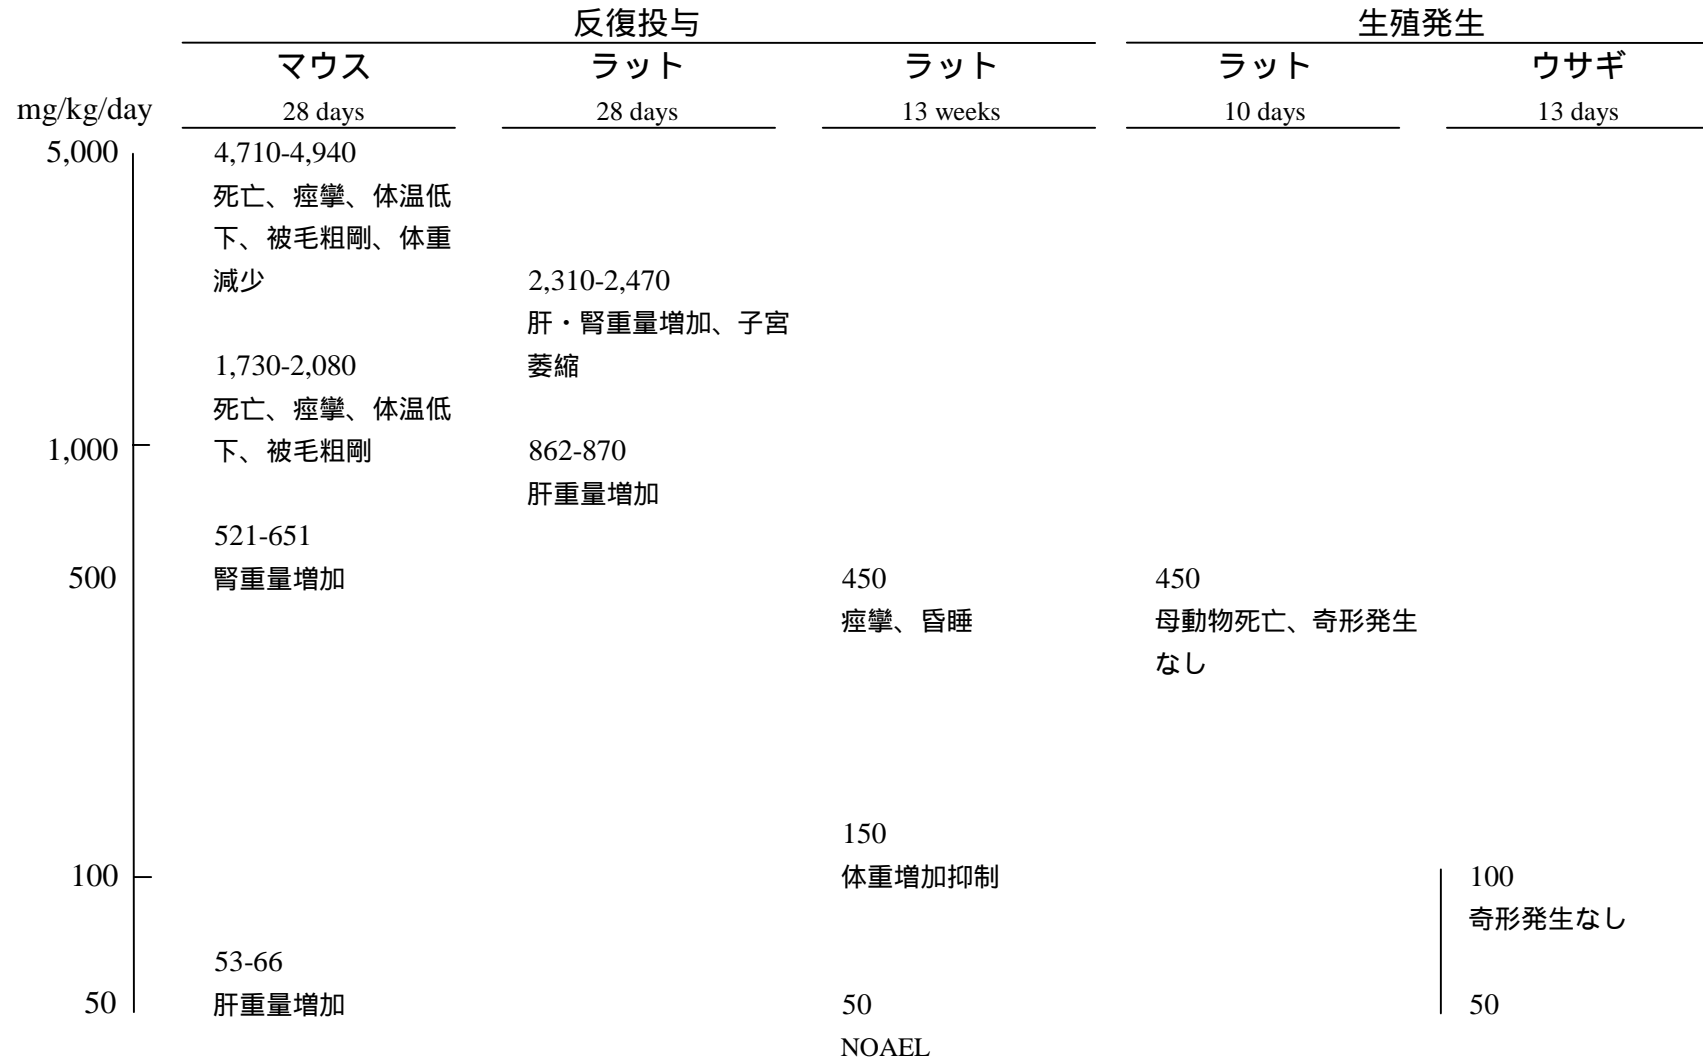 反復投与
生殖発生
マウス
ラット
ラット
ラット
ウサギ
mg/kg/day
28 days
28 days
13 weeks
10 days
13 days
5,000
1,000
500
100
50
4,710-4,940
死亡、痙攣、体温低
下、被毛粗剛、体重
減少
1,730-2,080
死亡、痙攣、体温低
下、被毛粗剛
521-651
腎重量増加
53-66
肝重量増加
2,310-2,470
肝・腎重量増加、子宮
萎縮
862-870
肝重量増加
450
痙攣、昏睡
150
体重増加抑制
50
NOAEL
450
母動物死亡、奇形発生
なし
100
奇形発生なし
50